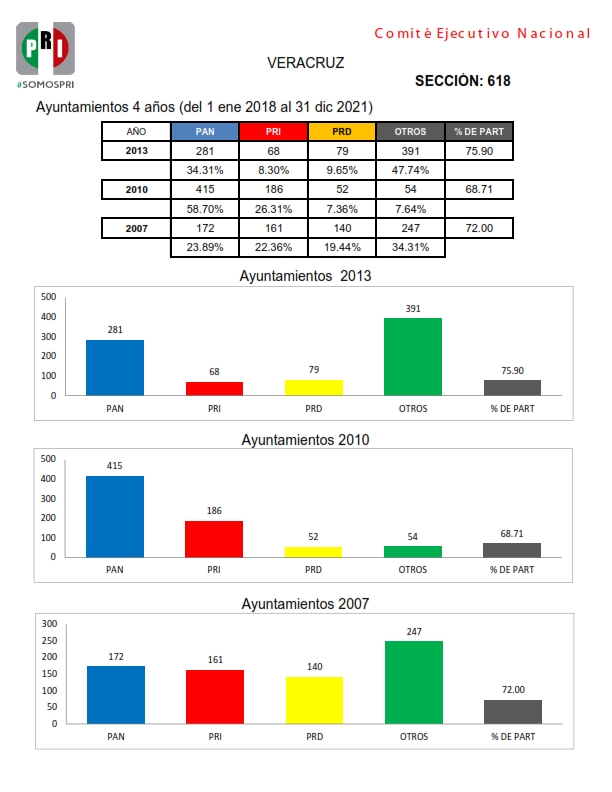 PRI
#SOMOSPRI
Comité Ejecutivo Nacional
VERACRUZ
SECCIÓN: 618
Ayuntamientos 4 años (del 1 ene 2018 al 31 dic 2021)
AÑO PAN PRI PRD OTROS % DE PART
2013 281 68 79 391 75.90
34.31% 8.30% 9.65% 47.74%
2010 415 186 52 54 68.71
58.70% 26.31% 7.36% 7.64%
2007 172 161 140 247 72.00
23.89% 22.36% 19.44% 34.31%
Ayuntamientos 2013
500
400
300
200
100
0
281 68 79 391 75.90
PAN PRI PRD OTROS % DE PART
Ayuntamientos 2010
500
400
300
200
100
0
415 186 52 54 68.71
PAN PRI PRD OTROS % DE PART
Ayuntamientos 2007
300
250
200
150
100
50
0
172 161 140 247 72.00
PAN PRI PRD OTROS % DE PART